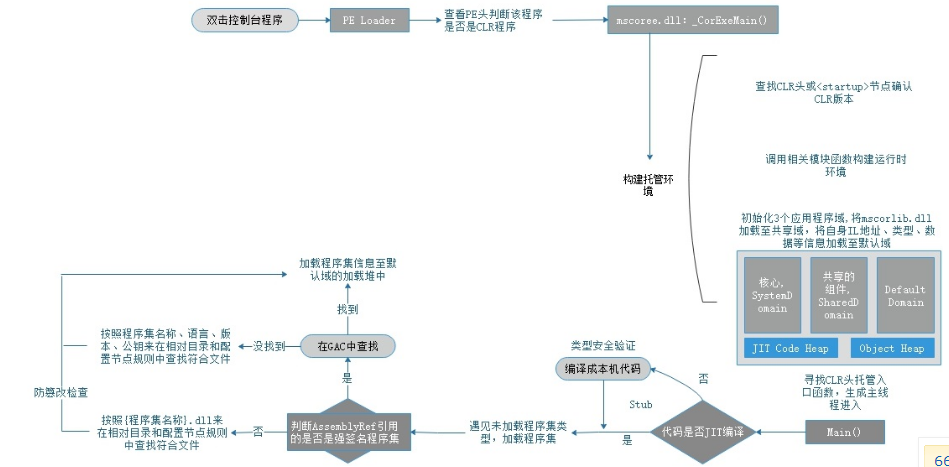 双击控制台程序
PE Loader
查看PE头判断该程序
是否是CLR程序
mscoree.dll: _CorExeMain()
查找CLR头或<startup>节点确认
CLR版本
调用相关模块函数构建运行时
环境
构建托管环
境
初始化3个应用程序域,将mscorlib.dll
加载至共享域，将自身IL地址、类型、数
据等信息加载至默认域
核心,
SystemD
omain
共享的
组件,
SharedD
omain
Default
Domain
JIT Code Heap
Object Heap
寻找CLR头托管入
口函数，生成主线
程进入
Main()
代码是否JIT编译
否
是
类型安全验证
编译成本机代码
Stub
遇见未加载程序集类
型，加载程序集
判断AssemblyRef引用
的是否是强签名程序集
是
否
在GAC中查找
找到
没找到
加载程序集信息至默
认域的加载堆中
按照程序集名称、语言、版
本、公钥来在相对目录和配
置节点规则中查找符合文件
防篡改检查
按照[程序集名称].dll来
在相对目录和配置节点规则
中查找符合文件
66